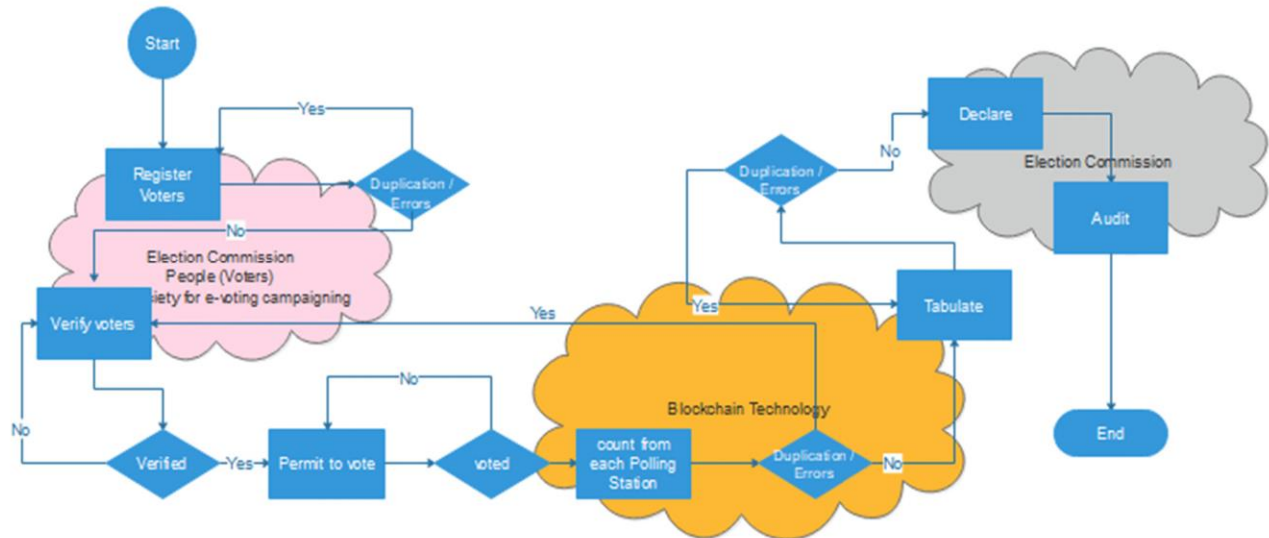 Start
Yes
Register
Voters
Duplication /
Errors
No
Election Commission
People (Voters)
for e-voting campaigning
Verify voters
No
Verified
Yes
Permit to vote
No
voted
Yes
Blockchain Technology
count from
each Polling
Station
Duplication /
Errors
No
Yes
Tabulate
Duplication /
Errors
No
Declare
Election Commission
Audit
End